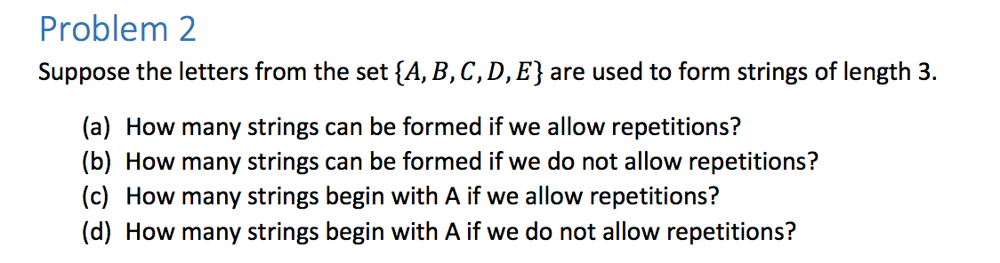 Problem 2
Suppose the letters from the set {A, B, C, D, E} are used to form strings of length 3.
(a) How many strings can be formed if we allow repetitions?
(b) How many strings can be formed if we do not allow repetitions?
(c) How many strings begin with A if we allow repetitions?
(d) How many strings begin with A if we do not allow repetitions?